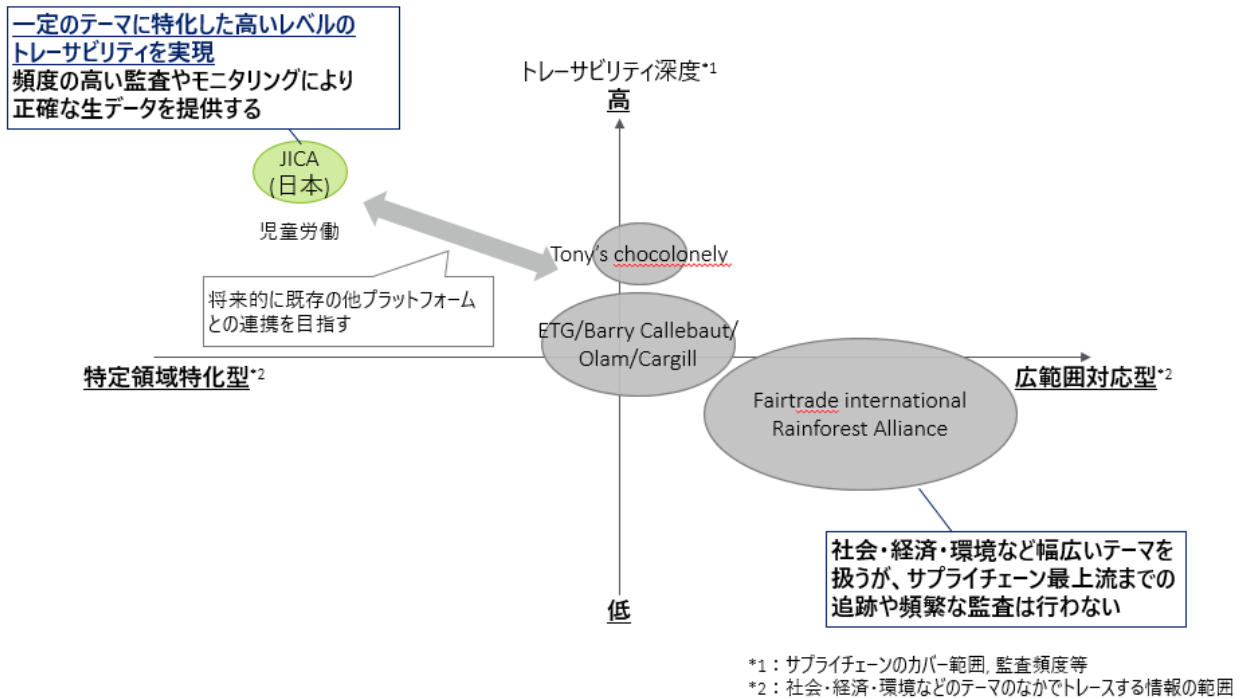 一定のテーマに特化した高いレベルの
トレーサビリティを実現
頻度の高い監査やモニタリングにより
正確な生データを提供する
トレーサビリティ深度*1
高
JICA
(日本)
児童労働
Tony's chocolonely
将来的に既存の他プラットフォーム
との連携を目指す
ETG/Barry Callebaut/
Olam/Cargill
特定領域特化型*2
広範囲対応型*2
Fairtrade international
Rainforest Alliance
社会・経済・環境など幅広いテーマを
扱うが、サプライチェーン最上流までの
追跡や頻繁な監査は行わない
低
*1：サプライチェーンのカバー範囲, 監査頻度等
*2：社会・経済・環境などのテーマのなかでトレースする情報の範囲